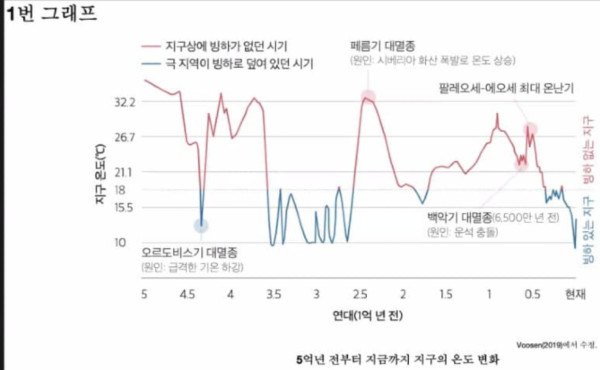 1번 그래프
지구상에 빙하가 없던 시기
극 지역이 빙하로 덮여 있던 시기
페름기 대멸종
(원인: 시베리아 화산 폭발로 온도 상승)
팔레오세-에오세 최대 온난기
32.2
26.7
21.1
18
15.5
10
지구 온도(℃)
빙하 없는 지구
빙하 있는 지구
백악기 대멸종(6,500만 년 전)
(원인: 운석 충돌)
오르도비스기 대멸종
(원인: 급격한 기온 하강)
5 4.5 4 3.5 3 2.5 2 1.5 1 0.5 현재
연대(1억 년 전)
Voosen(2019)에서 수정.
5억년 전부터 지금까지 지구의 온도 변화